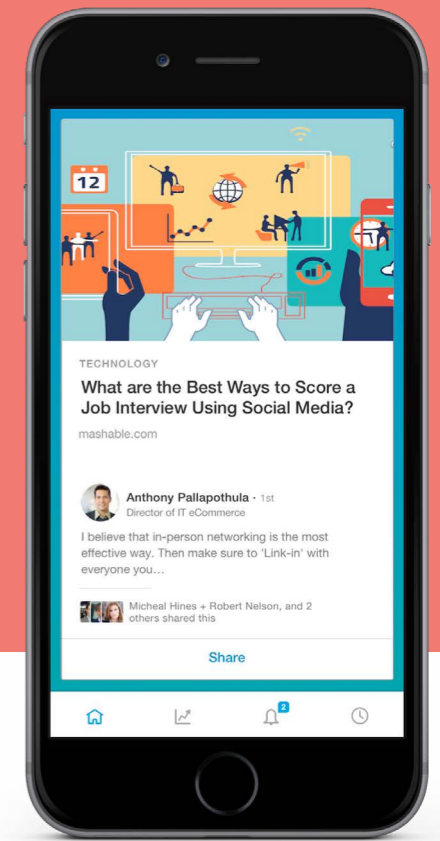 12
TECHNOLOGY
What are the Best Ways to Score a
Job Interview Using Social Media?
mashable.com
Anthony Pallapothula · 1st
Director of IT eCommerce
I believe that in-person networking is the most
effective way. Then make sure to 'Link-in' with
everyone you…
Micheal Hines + Robert Nelson, and 2
others shared this
Share
2